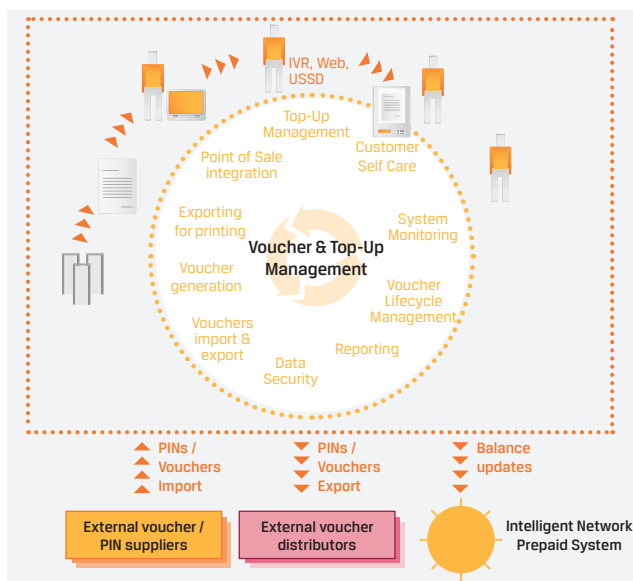 IVR, Web,
USSD
Top-Up
Management
Customer
Self Care
Point of Sale
integration
Exporting
for printing
System
Monitoring
Voucher & Top-Up
Management
Voucher
generation
Voucher
Lifecycle
Management
Vouchers
import &
export
Reporting
Data
Security
PINs /
Vouchers
Import
PINs /
Vouchers
Export
Balance
updates
External voucher /
PIN suppliers
External voucher
distributors
Intelligent Network
Prepaid System